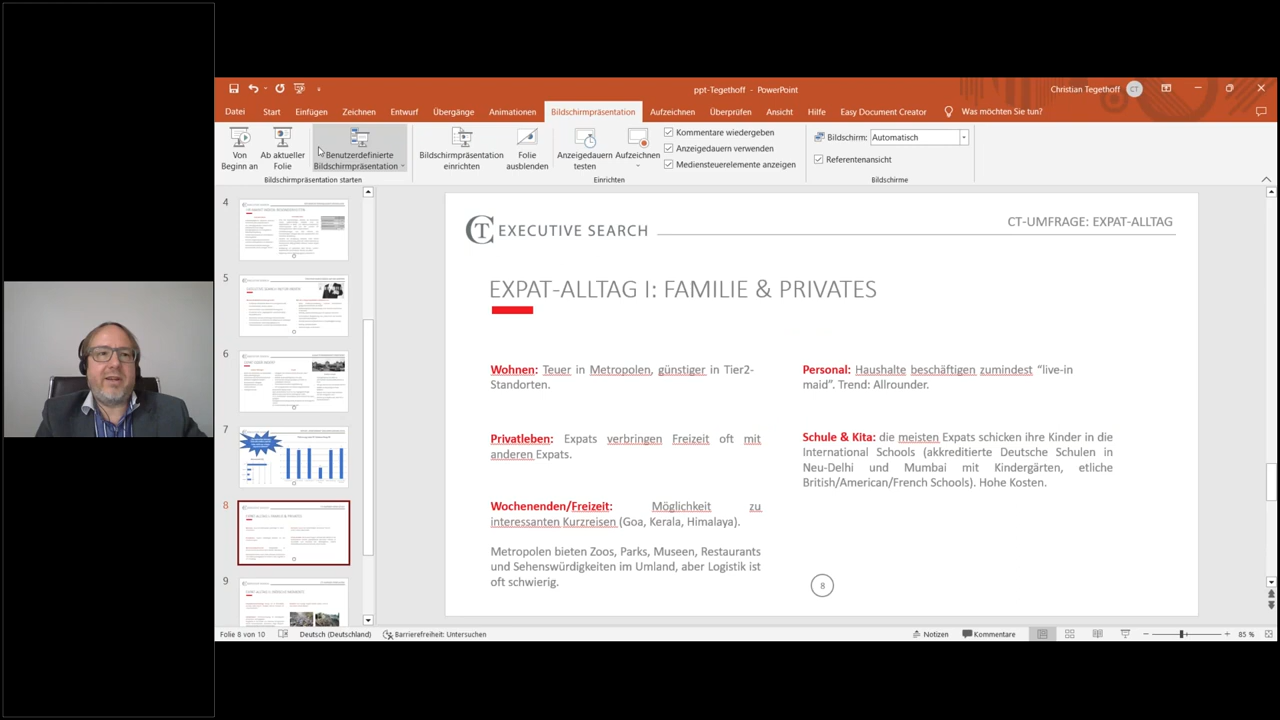 ppt-Tegethoff - PowerPoint
Christian Tegethoff CT
Datei Start Einfügen Zeichnen Entwurf Übergänge Animationen Bildschirmpräsentation Aufzeichnen Überprüfen Ansicht Hilfe Easy Document Creator Was möchten Sie tun?
Von Beginn an
Ab aktueller Folie
Benutzerdefinierte Bildschirmpräsentation
Bildschirmpräsentation einrichten
Folie ausblenden
Anzeigedauern testen
Aufzeichnen
Kommentare wiedergeben
Anzeigedauern verwenden
Mediensteuerelemente anzeigen
Bildschirm: Automatisch
Referentenansicht
Bildschirmpräsentation starten
Einrichten
Bildschirme
4
5
6
7
8
9
CT EXECUTIVE SEARCH
CT-UMFRAGE: EXPAT-ALLTAG
EXPAT-ALLTAG I: FAMILIE & PRIVATES
Wohnen: Teuer in Metropolen, günstiger in Tier2-
Standorten.
Privatleben: Expats verbringen Freizeit oft mit
anderen Expats.
Wochenenden/Freizeit: Möglichkeit zu
interessanten Kurzreisen (Goa, Kerala, Himalaya).
Metropolen bieten Zoos, Parks, Museen, Restaurants
und Sehenswürdigkeiten im Umland, aber Logistik ist
oft schwierig.
Personal: Haushalte beschäftigen zumindest “live-in
maid”. Trend: Allrounder.
Schule & Kita: die meisten Expats schicken ihre Kinder in die
International Schools (akkreditierte Deutsche Schulen in
Neu-Delhi und Mumbai mit Kindergärten, etliche
British/American/French Schools). Hohe Kosten.
8
Folie 8 von 10 Deutsch (Deutschland) Barrierefreiheit: Untersuchen Notizen Kommentare 85 %